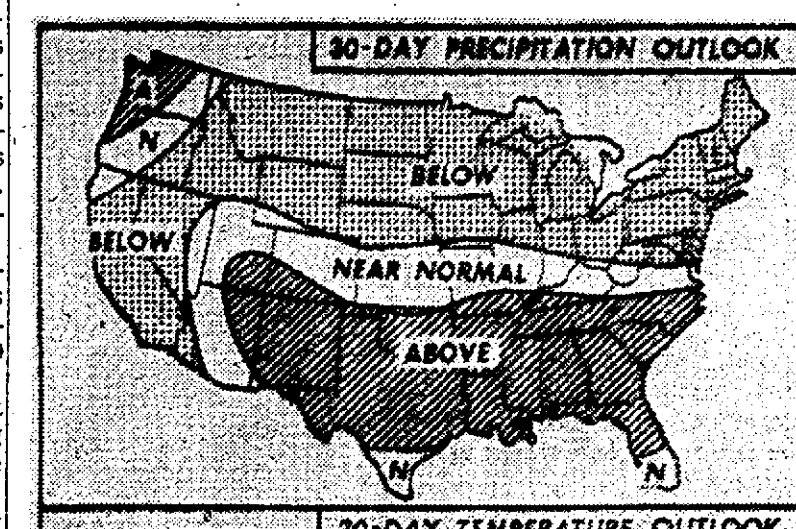 30-DAY PRECIPITATION OUTLOOK
A
N
BELOW
BELOW
NEAR NORMAL
ABOVE
N
N
30-DAY TEMPERATURE OUTLOOK